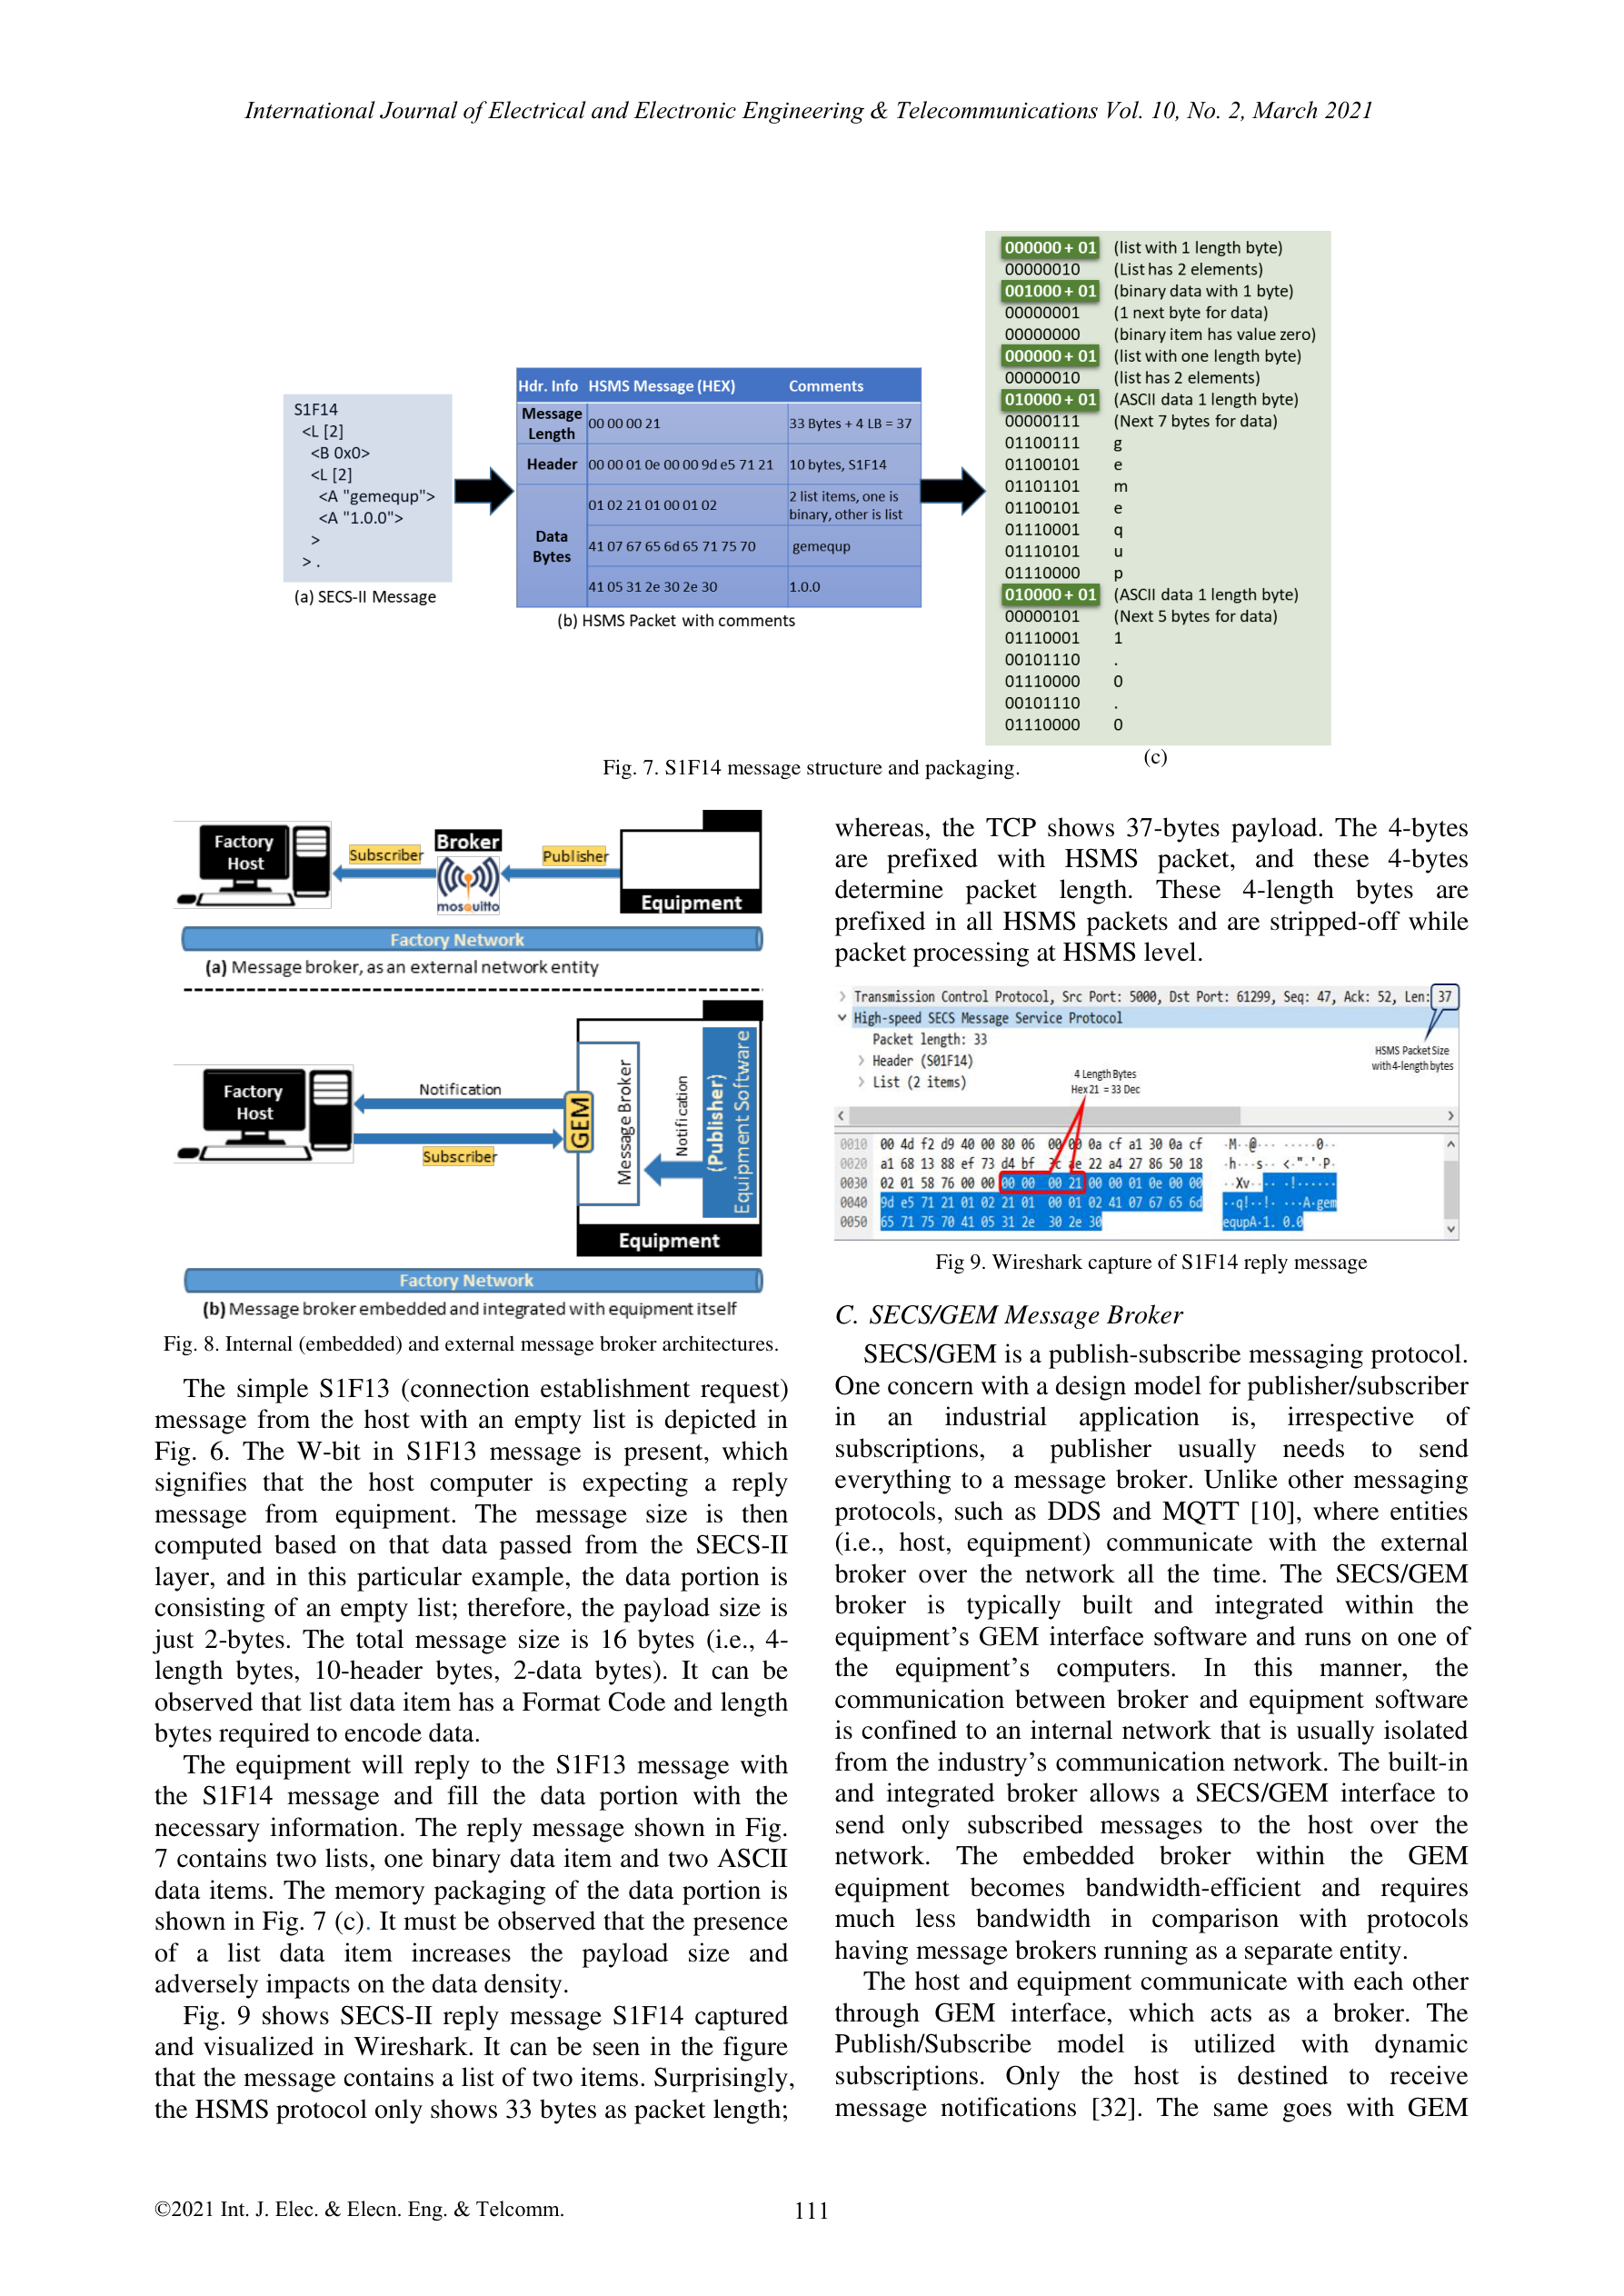 International Journal of Electrical and Electronic Engineering & Telecommunications Vol. 10, No. 2, March 2021
S1F14
<L [2]
<B 0x0>
<L [2]
<A "gemequp">
<A "1.0.0">
>
> .
(a) SECS-II Message
Hdr. Info HSMS Message (HEX) Comments
Message Length 00 00 00 21 33 Bytes + 4 LB = 37
Header 00 00 01 0e 00 00 9d e5 71 21 10 bytes, S1F14
Data Bytes 01 02 21 01 00 01 02 2 list items, one is binary, other is list
41 07 67 65 6d 65 71 75 70 gemequp
41 05 31 2e 30 2e 30 1.0.0
(b) HSMS Packet with comments
000000 + 01 (list with 1 length byte)
00000010 (List has 2 elements)
001000 + 01 (binary data with 1 byte)
00000001 (1 next byte for data)
00000000 (binary item has value zero)
000000 + 01 (list with one length byte)
00000010 (list has 2 elements)
010000 + 01 (ASCII data 1 length byte)
00000111 (Next 7 bytes for data)
01100111 g
01100101 e
01101101 m
01100101 e
01110001 q
01110101 u
01110000 p
010000 + 01 (ASCII data 1 length byte)
00000101 (Next 5 bytes for data)
01110001 1
00101110 .
01110000 0
00101110 .
01110000 0
(c)
Fig. 7. S1F14 message structure and packaging.
Factory Host
Subscriber
Broker
mosquitto
Publisher
Equipment
Factory Network
(a) Message broker, as an external network entity
Factory Host
Notification
Subscriber
GEM
Message Broker
Notification
(Publisher)
Equipment Software
Equipment
Factory Network
(b) Message broker embedded and integrated with equipment itself
Fig. 8. Internal (embedded) and external message broker architectures.
The simple S1F13 (connection establishment request)
message from the host with an empty list is depicted in
Fig. 6. The W-bit in S1F13 message is present, which
signifies that the host computer is expecting a reply
message from equipment. The message size is then
computed based on that data passed from the SECS-II
layer, and in this particular example, the data portion is
consisting of an empty list; therefore, the payload size is
just 2-bytes. The total message size is 16 bytes (i.e., 4-
length bytes, 10-header bytes, 2-data bytes). It can be
observed that list data item has a Format Code and length
bytes required to encode data.
The equipment will reply to the S1F13 message with
the S1F14 message and fill the data portion with the
necessary information. The reply message shown in Fig.
7 contains two lists, one binary data item and two ASCII
data items. The memory packaging of the data portion is
shown in Fig. 7 (c). It must be observed that the presence
of a list data item increases the payload size and
adversely impacts on the data density.
Fig. 9 shows SECS-II reply message S1F14 captured
and visualized in Wireshark. It can be seen in the figure
that the message contains a list of two items. Surprisingly,
the HSMS protocol only shows 33 bytes as packet length;
whereas, the TCP shows 37-bytes payload. The 4-bytes
are prefixed with HSMS packet, and these 4-bytes
determine packet length. These 4-length bytes are
prefixed in all HSMS packets and are stripped-off while
packet processing at HSMS level.
Transmission Control Protocol, Src Port: 5000, Dst Port: 61299, Seq: 47, Ack: 52, Len: 37
High-speed SECS Message Service Protocol
Packet length: 33
Header (S01F14)
List (2 items)
HSMS Packet Size
with 4-length bytes
4 Length Bytes
Hex 21 = 33 Dec
0010 00 4d f2 d9 40 00 80 06 00 00 0a cf a1 30 0a cf ·M··@··· ·····0··
0020 a1 68 13 88 ef 73 d4 bf 3c ae 22 a4 27 86 50 18 ·h···s·· <·"·'·P·
0030 02 01 58 76 00 00 00 00 00 21 00 00 01 0e 00 00 ··Xv···· ·!······
0040 9d e5 71 21 01 02 21 01 00 01 02 41 07 67 65 6d ··q!··!· ···A·gem
0050 65 71 75 70 41 05 31 2e 30 2e 30 equpA·1. 0.0
Fig 9. Wireshark capture of S1F14 reply message
C. SECS/GEM Message Broker
SECS/GEM is a publish-subscribe messaging protocol.
One concern with a design model for publisher/subscriber
in an industrial application is, irrespective of
subscriptions, a publisher usually needs to send
everything to a message broker. Unlike other messaging
protocols, such as DDS and MQTT [10], where entities
(i.e., host, equipment) communicate with the external
broker over the network all the time. The SECS/GEM
broker is typically built and integrated within the
equipment's GEM interface software and runs on one of
the equipment's computers. In this manner, the
communication between broker and equipment software
is confined to an internal network that is usually isolated
from the industry's communication network. The built-in
and integrated broker allows a SECS/GEM interface to
send only subscribed messages to the host over the
network. The embedded broker within the GEM
equipment becomes bandwidth-efficient and requires
much less bandwidth in comparison with protocols
having message brokers running as a separate entity.
The host and equipment communicate with each other
through GEM interface, which acts as a broker. The
Publish/Subscribe model is utilized with dynamic
subscriptions. Only the host is destined to receive
message notifications [32]. The same goes with GEM
©2021 Int. J. Elec. & Elecn. Eng. & Telcomm.
111